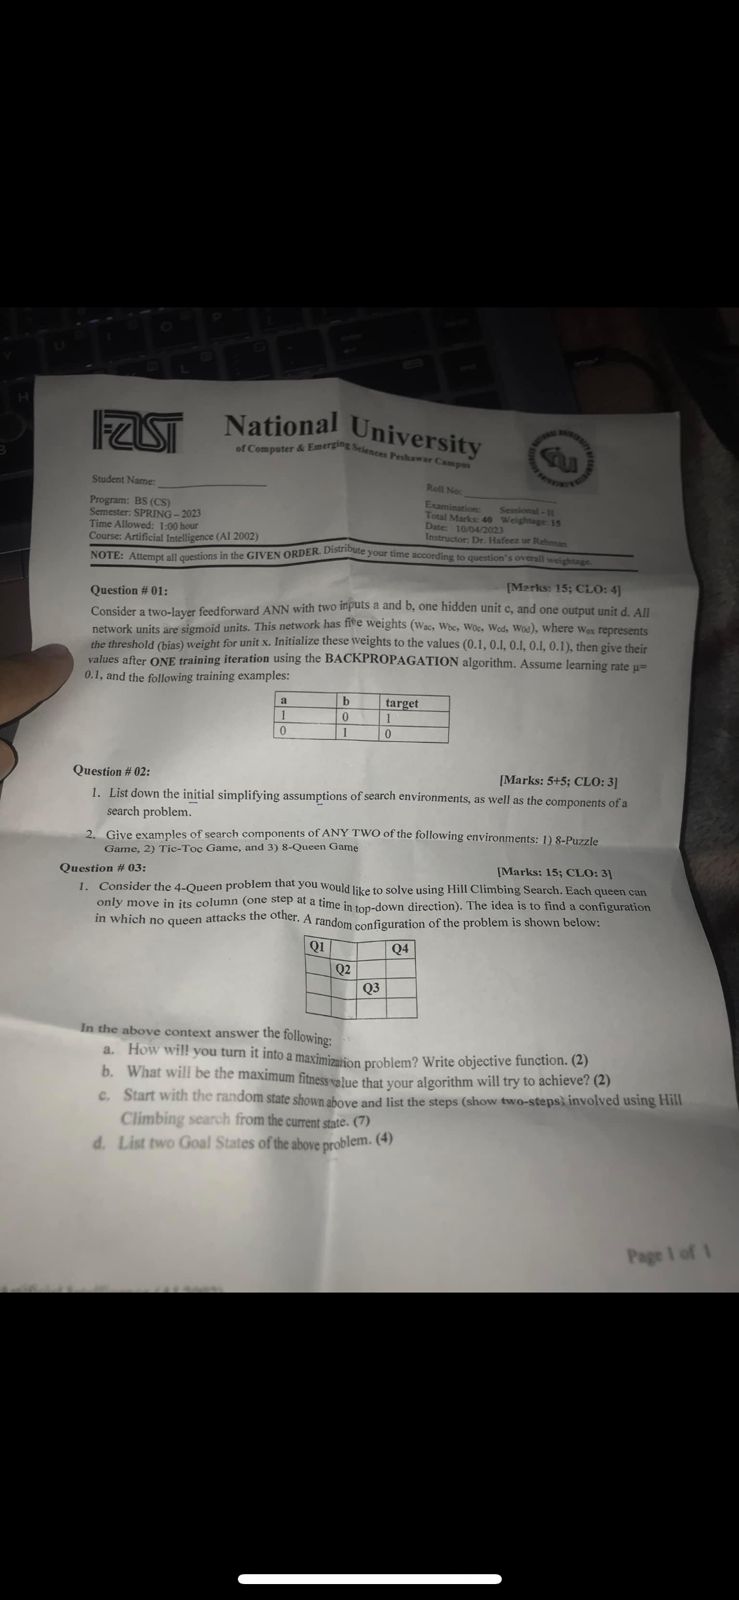 FAST
National University
of Computer & Emerging Sciences Peshawar Campus
Student Name:
Roll No:
Program: BS (CS)
Semester: SPRING – 2023
Time Allowed: 1:00 hour
Course: Artificial Intelligence (AI 2002)
Examination: Sessional - II
Total Marks: 40 Weightage: 15
Date: 10/04/2023
Instructor: Dr. Hafeez ur Rehman
NOTE: Attempt all questions in the GIVEN ORDER. Distribute your time according to question's overall weightage.
Question # 01: [Marks: 15; CLO: 4]
Consider a two-layer feedforward ANN with two inputs a and b, one hidden unit c, and one output unit d. All
network units are sigmoid units. This network has five weights (Wac, Wbc, W0c, Wcd, W0d), where W0x represents
the threshold (bias) weight for unit x. Initialize these weights to the values (0.1, 0.1, 0.1, 0.1, 0.1), then give their
values after ONE training iteration using the BACKPROPAGATION algorithm. Assume learning rate µ=
0.1, and the following training examples:
a b target
1 0 1
0 1 0
Question # 02: [Marks: 5+5; CLO: 3]
1. List down the initial simplifying assumptions of search environments, as well as the components of a
search problem.
2. Give examples of search components of ANY TWO of the following environments: 1) 8-Puzzle
Game, 2) Tic-Toc Game, and 3) 8-Queen Game
Question # 03: [Marks: 15; CLO: 3]
1. Consider the 4-Queen problem that you would like to solve using Hill Climbing Search. Each queen can
only move in its column (one step at a time in top-down direction). The idea is to find a configuration
in which no queen attacks the other. A random configuration of the problem is shown below:
Q1 Q4
Q2
Q3
In the above context answer the following:
a. How will you turn it into a maximization problem? Write objective function. (2)
b. What will be the maximum fitness value that your algorithm will try to achieve? (2)
c. Start with the random state shown above and list the steps (show two-steps) involved using Hill
Climbing search from the current state. (7)
d. List two Goal States of the above problem. (4)
Page 1 of 1